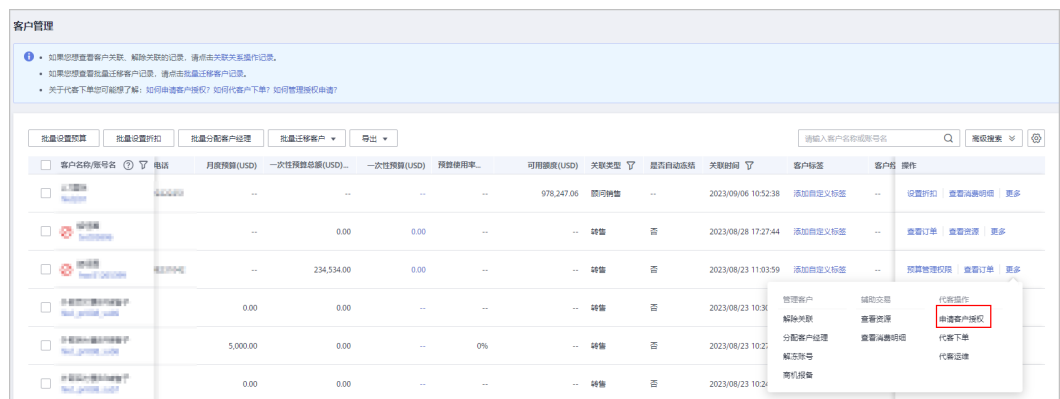 客户管理
如果您想查看客户关联、解除关联的记录，请点击关联关系操作记录。
如果您想查看批量迁移客户记录，请点击批量迁移客户记录。
关于代客下单您可能想了解：如何申请客户授权？如何代客户下单？如何管理授权申请？
批量设置预算 批量设置折扣 批量分配客户经理 批量迁移客户 导出 请输入客户名称或账号名 高级搜索
客户名称/账号名 电话 月度预算(USD) 一次性预算总额(USD)... 一次性预算(USD) 预算使用率... 可用额度(USD) 关联类型 是否自动冻结 关联时间 客户标签 操作
-- -- -- -- 978,247.06 顾问销售 -- 2023/09/06 10:52:38 添加自定义标签 -- 设置折扣 查看消费明细 更多
-- 0.00 0.00 -- -- 转售 否 2023/08/28 17:27:44 添加自定义标签 -- 查看订单 查看资源 更多
-- 234,534.00 0.00 -- -- 转售 否 2023/08/23 11:03:59 添加自定义标签 -- 预算管理权限 查看订单 更多
0.00 0.00 -- -- -- 转售 否 2023/08/23 10:30
5,000.00 0.00 -- 0% -- 转售 否 2023/08/23 10:27
0.00 0.00 -- -- -- 转售 否 2023/08/23 10:24
管理客户 辅助交易 代客操作
解除关联 查看资源 申请客户授权
分配客户经理 查看消费明细 代客下单
解冻账号 代客运维
商机报备